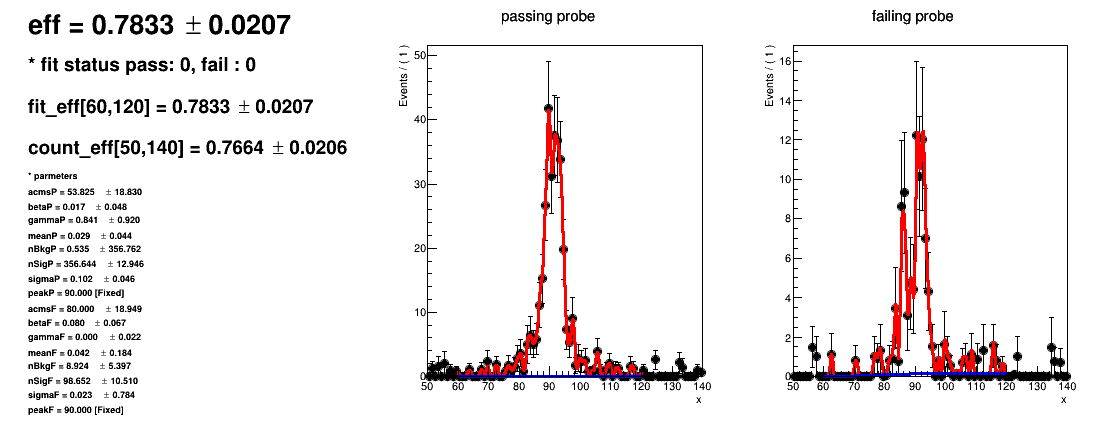 eff = 0.7833 ± 0.0207
* fit status pass: 0, fail : 0
fit_eff[60,120] = 0.7833 ± 0.0207
count_eff[50,140] = 0.7664 ± 0.0206
* parmeters
acmsP = 53.825 ± 18.830
betaP = 0.017 ± 0.048
gammaP = 0.841 ± 0.920
meanP = 0.029 ± 0.044
nBkgP = 0.535 ± 356.762
nSigP = 356.644 ± 12.946
sigmaP = 0.102 ± 0.046
peakP = 90.000 [Fixed]
acmsF = 80.000 ± 18.949
betaF = 0.080 ± 0.067
gammaF = 0.000 ± 0.022
meanF = 0.042 ± 0.184
nBkgF = 8.924 ± 5.397
nSigF = 98.652 ± 10.510
sigmaF = 0.023 ± 0.784
peakF = 90.000 [Fixed]
passing probe
Events / ( 1 )
50
40
30
20
10
0
50 60 70 80 90 100 110 120 130 140
x
failing probe
Events / ( 1 )
16
14
12
10
8
6
4
2
0
50 60 70 80 90 100 110 120 130 140
x